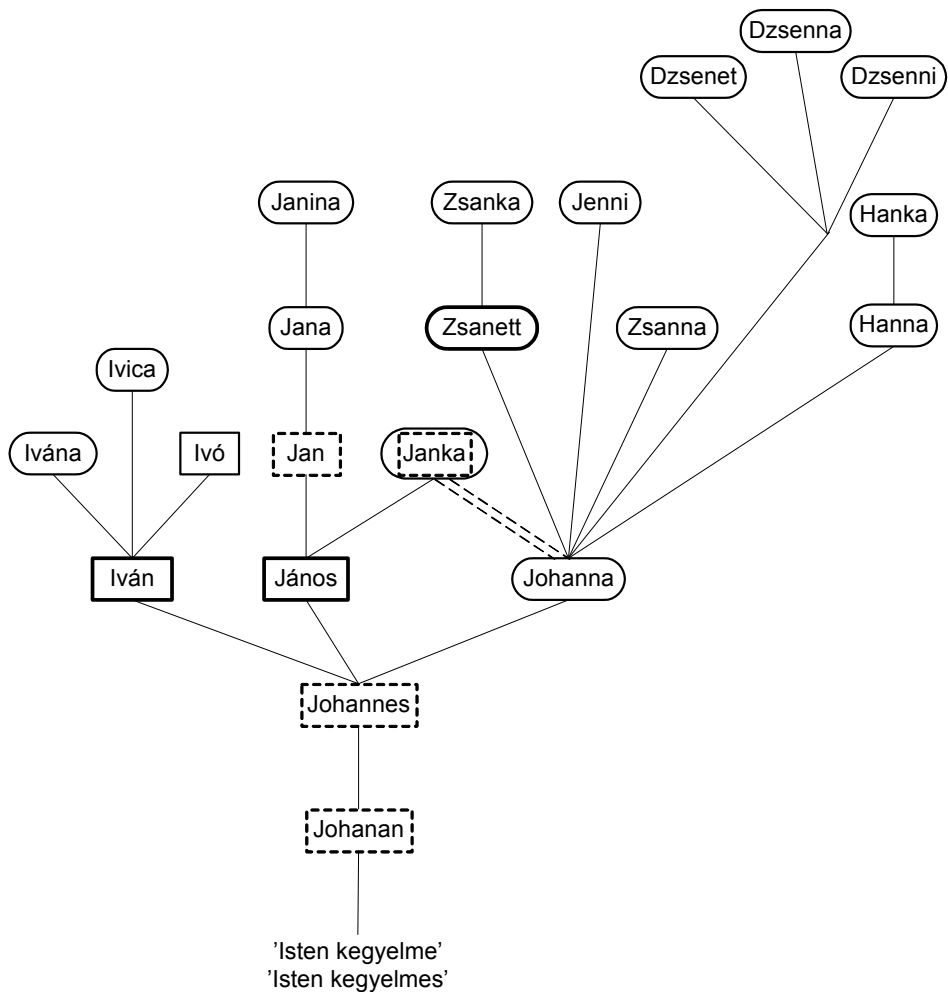 Dzsenna
Dzsenet
Dzsenni
Janina
Zsanka
Jenni
Hanka
Jana
Zsanett
Zsanna
Hanna
Ivica
Ivána
Ivó
Jan
Janka
Iván
János
Johanna
Johannes
Johanan
’Isten kegyelme’
’Isten kegyelmes’